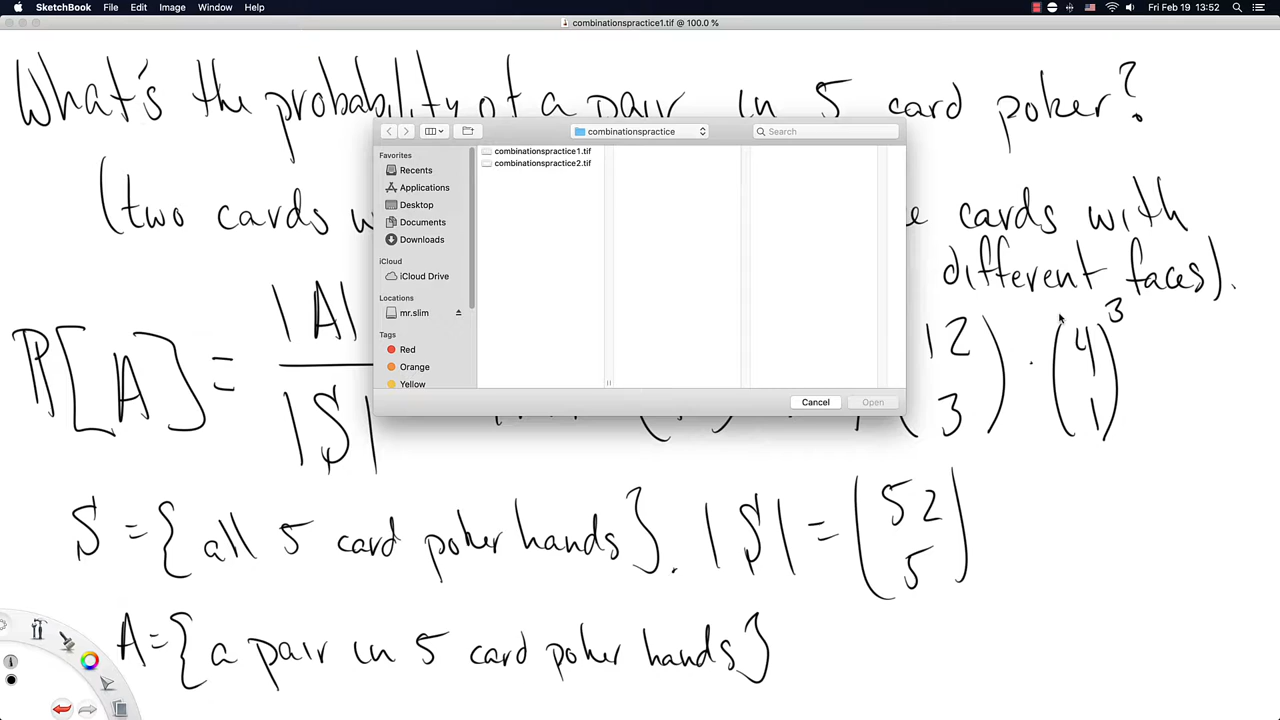 SketchBook File Edit Image Window Help Fri Feb 19 13:52
combinationspractice1.tif @ 100.0 %
What's the probability of a pair in 5 card poker?
combinationspractice
Search
Favorites
Recents
Applications
Desktop
Documents
Downloads
iCloud
iCloud Drive
Locations
mr.slim
Tags
Red
Orange
Yellow
combinationspractice1.tif
combinationspractice2.tif
Cancel Open
(two cards cards with
different faces).
P[A] = |A| / |S| (12 3) · (4 1)^3
S = {all 5 card poker hands}. |S| = (52 5)
A = {a pair in 5 card poker hands}